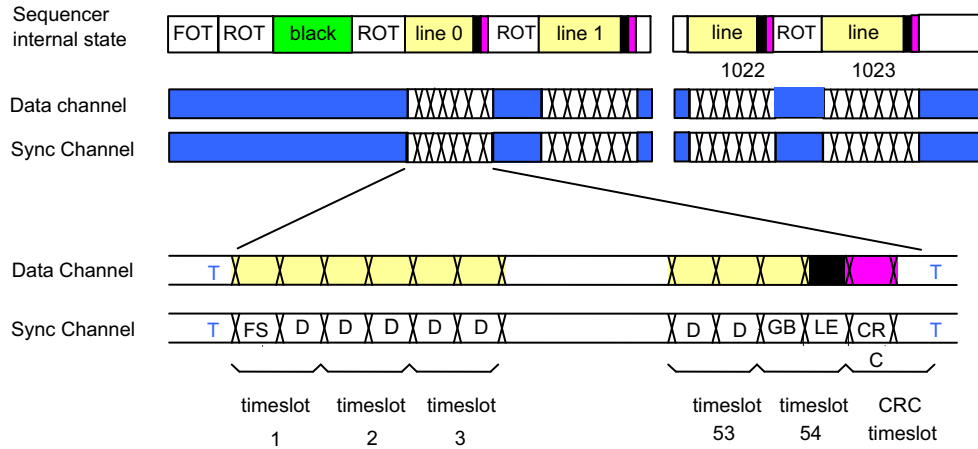 Sequencer
internal state
FOT ROT black ROT line 0 ROT line 1 line ROT line
1022 1023
Data channel
Sync Channel
Data Channel T T
Sync Channel T FS D D D D D D D GB LE CR T
C
timeslot timeslot timeslot timeslot timeslot CRC
1 2 3 53 54 timeslot